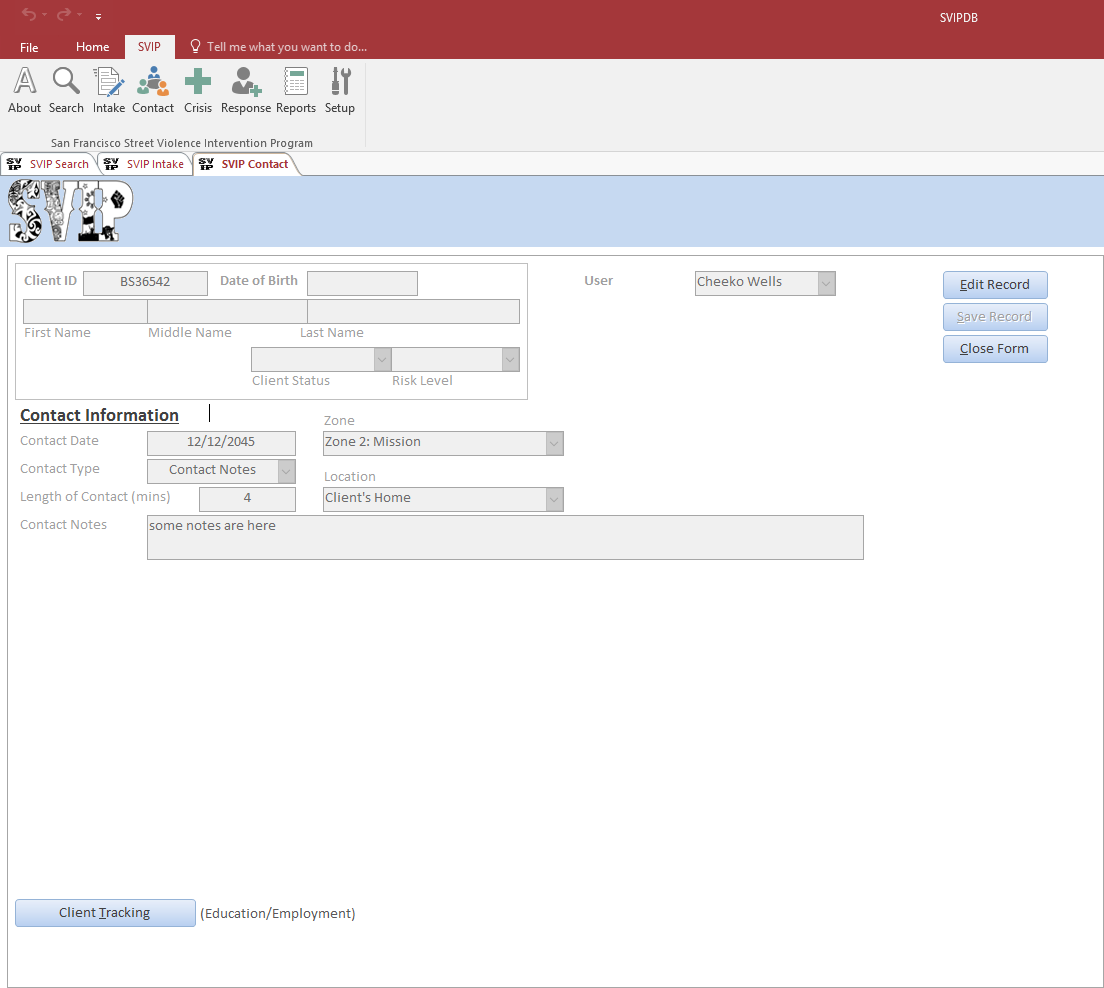 SVIPDB
File Home SVIP Tell me what you want to do...
About Search Intake Contact Crisis Response Reports Setup
San Francisco Street Violence Intervention Program
SVIP SVIP Search SVIP SVIP Intake SVIP SVIP Contact
SVIP
Client ID BS36542 Date of Birth User Cheeko Wells Edit Record
Save Record
First Name Middle Name Last Name
Close Form
Client Status Risk Level
Contact Information
Zone
Contact Date 12/12/2045 Zone 2: Mission
Contact Type Contact Notes
Location
Length of Contact (mins) 4 Client's Home
Contact Notes some notes are here
Client Tracking (Education/Employment)